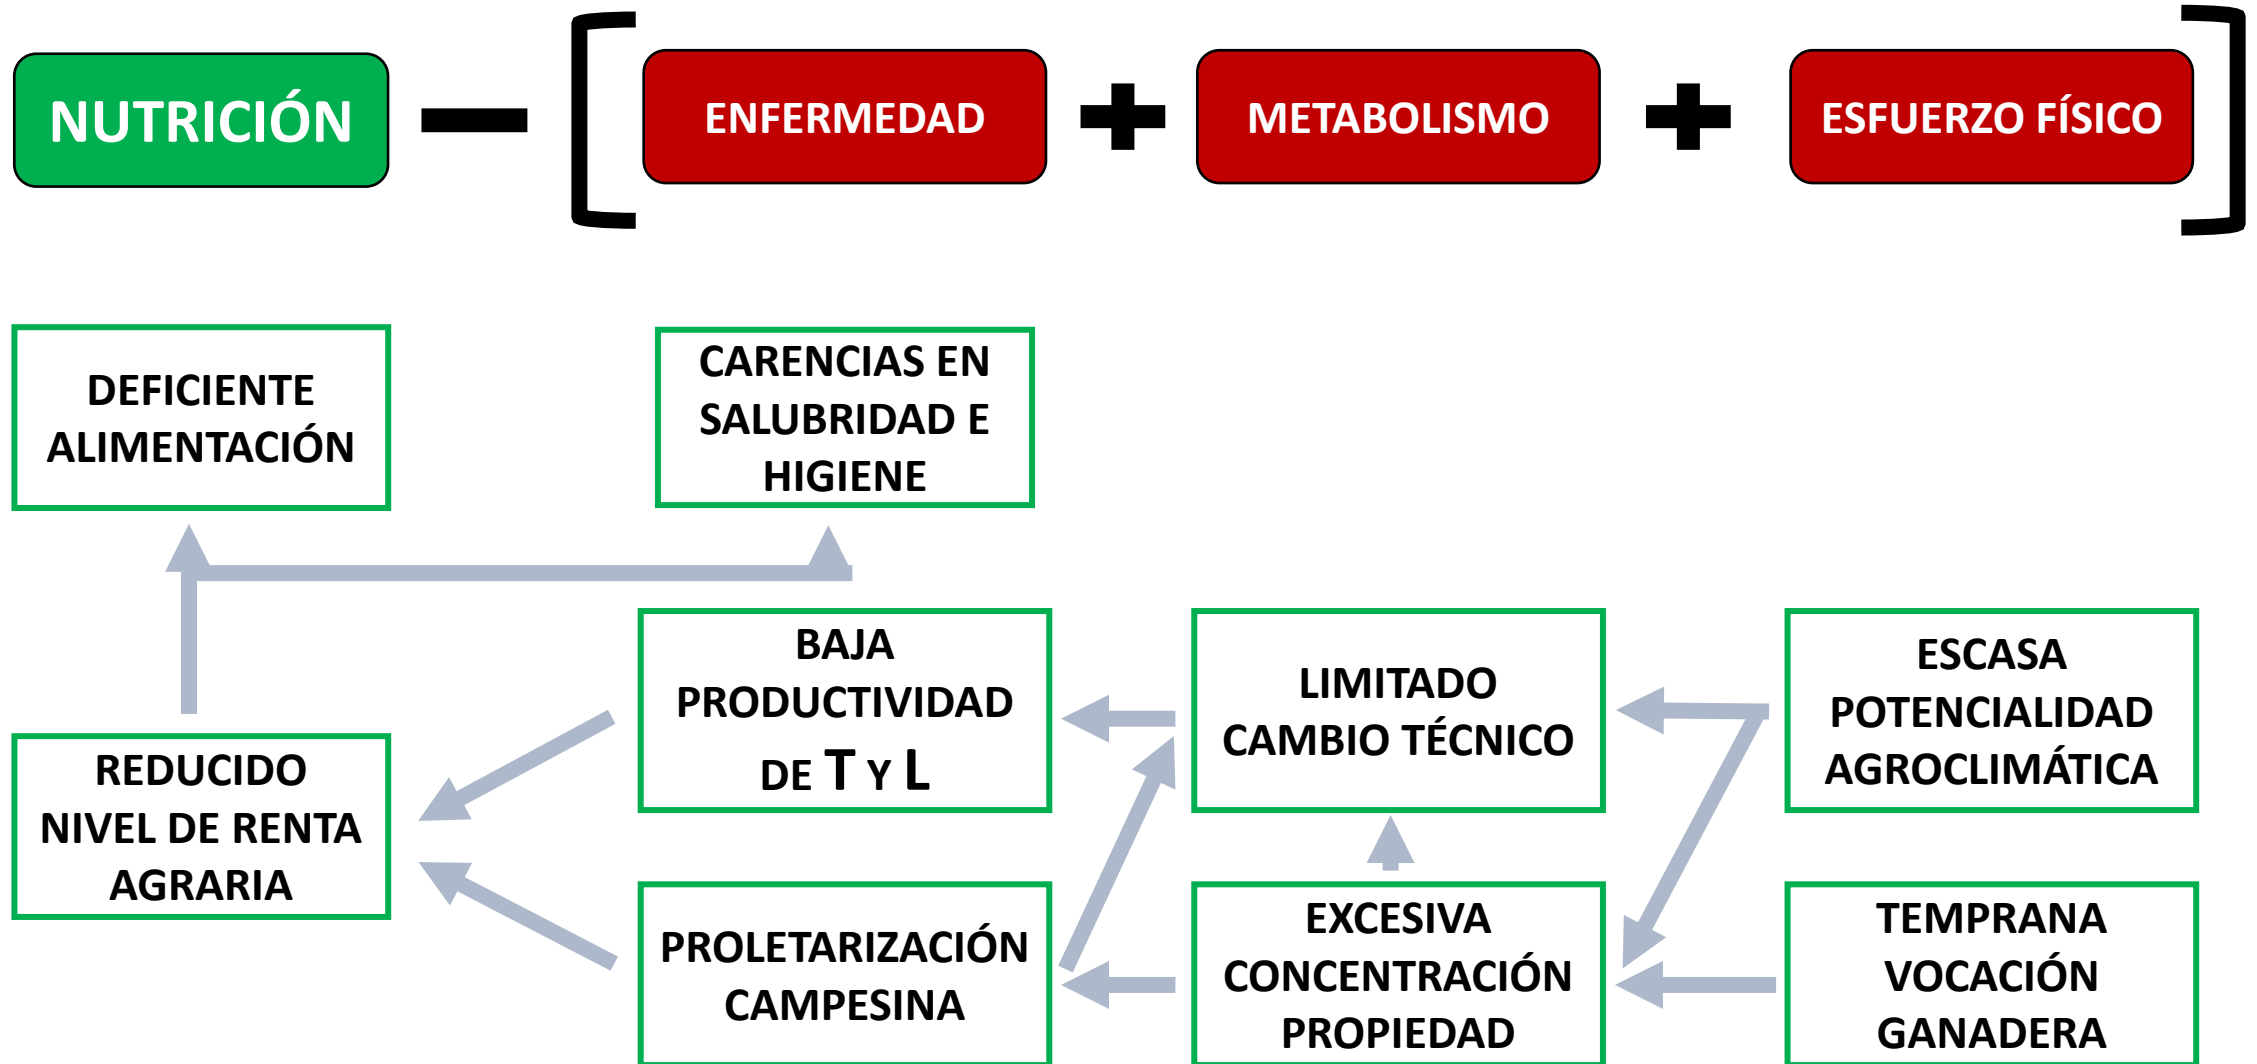 NUTRICIÓN
ENFERMEDAD
METABOLISMO
ESFUERZO FÍSICO
DEFICIENTE
ALIMENTACIÓN
CARENCIAS EN
SALUBRIDAD E
HIGIENE
BAJA
PRODUCTIVIDAD
DE T Y L
LIMITADO
CAMBIO TÉCNICO
ESCASA
POTENCIALIDAD
AGROCLIMÁTICA
REDUCIDO
NIVEL DE RENTA
AGRARIA
PROLETARIZACIÓN
CAMPESINA
EXCESIVA
CONCENTRACIÓN
PROPIEDAD
TEMPRANA
VOCACIÓN
GANADERA